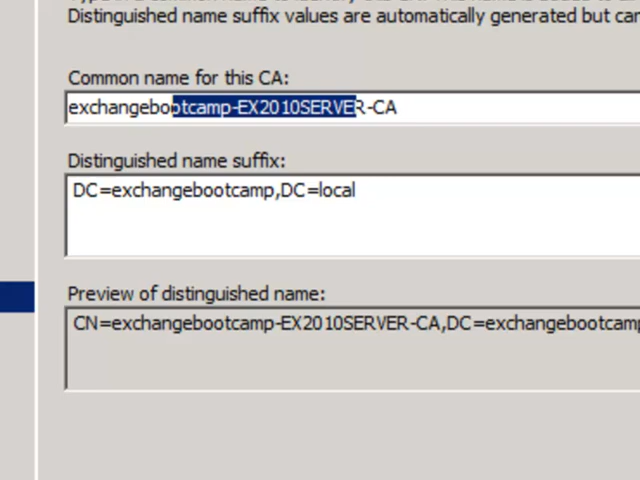 Distinguished name suffix values are automatically generated but can
Common name for this CA:
exchangebootcamp-EX2010SERVER-CA
Distinguished name suffix:
DC=exchangebootcamp,DC=local
Preview of distinguished name:
CN=exchangebootcamp-EX2010SERVER-CA,DC=exchangebootcamp